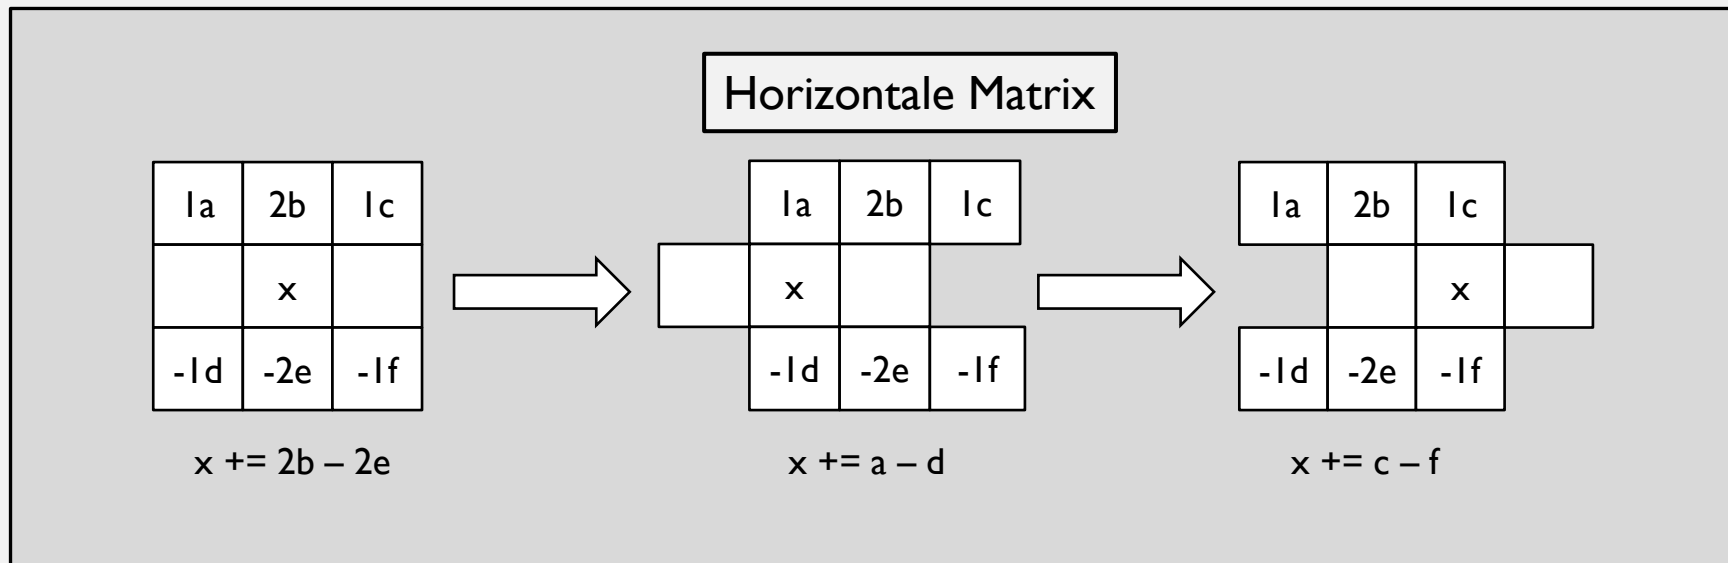 Horizontale Matrix
1a 2b 1c
x
-1d -2e -1f
x += 2b – 2e
1a 2b 1c
x
-1d -2e -1f
x += a – d
1a 2b 1c
x
-1d -2e -1f
x += c – f